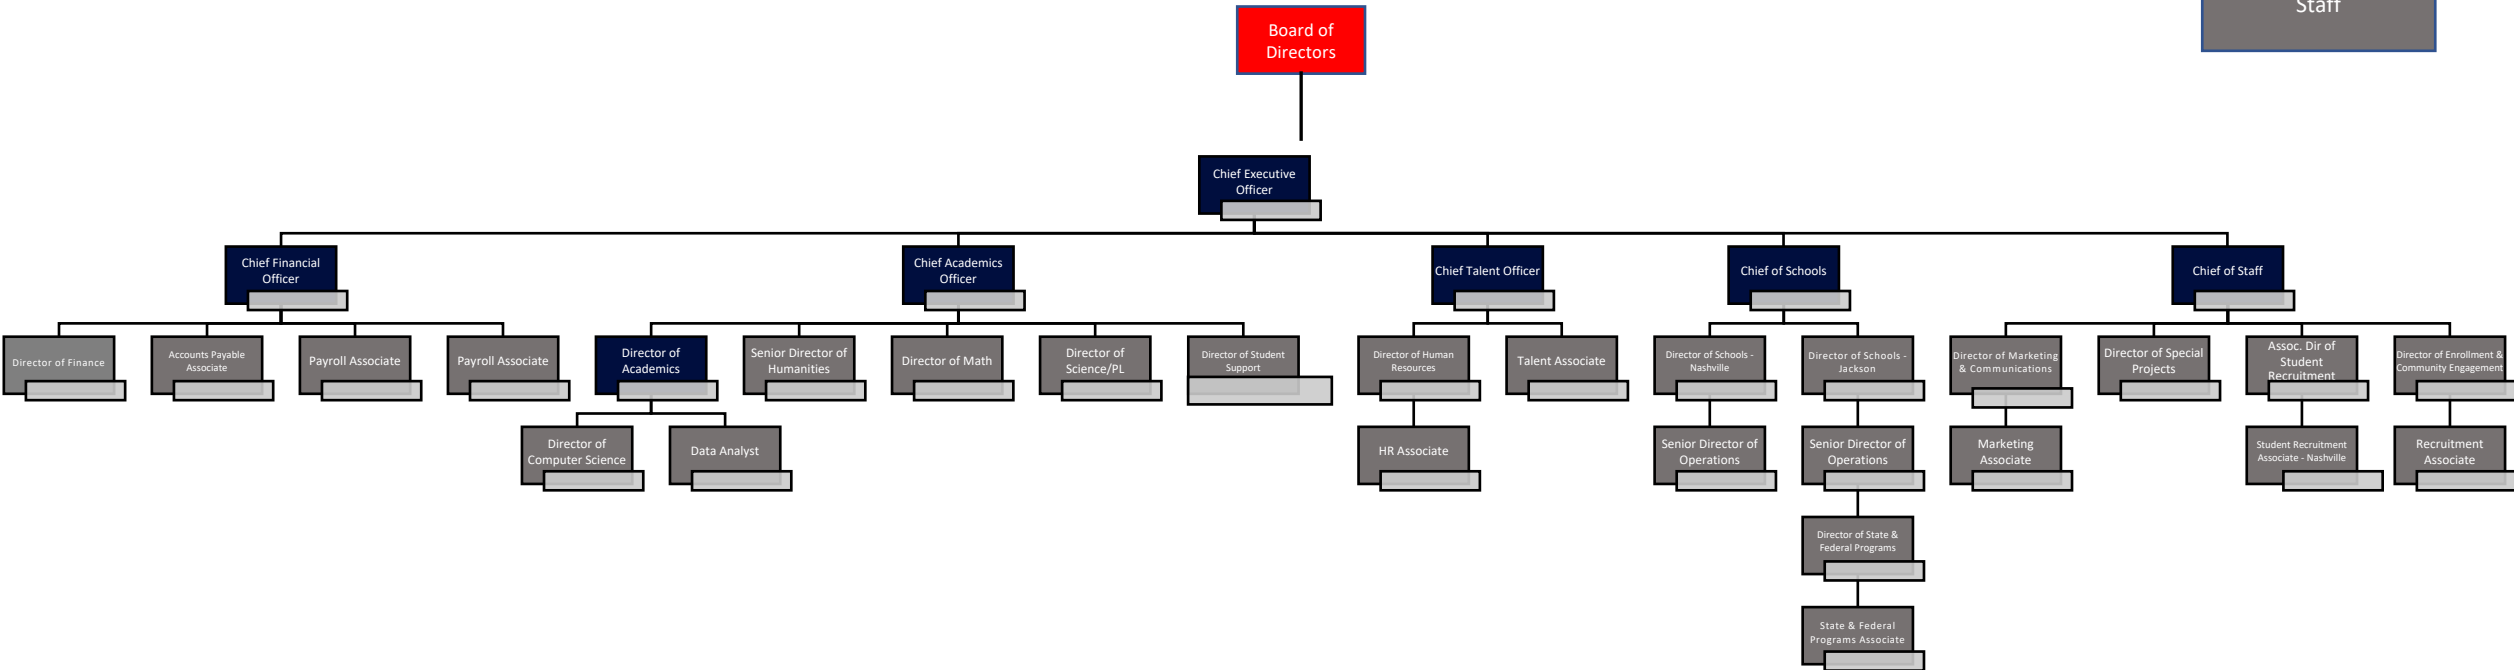 Staff
Board of
Directors
Chief Executive
Officer
Chief Financial
Officer
Chief Academics
Officer
Chief Talent Officer
Chief of Schools
Chief of Staff
Director of Finance
Accounts Payable
Associate
Payroll Associate
Payroll Associate
Director of
Academics
Senior Director of
Humanities
Director of Math
Director of
Science/PL
Director of Student
Support
Director of Human
Resources
Talent Associate
Director of Schools -
Nashville
Director of Schools -
Jackson
Director of Marketing
& Communications
Director of Special
Projects
Assoc. Dir of
Student
Recruitment
Director of Enrollment &
Community Engagement
Director of
Computer Science
Data Analyst
HR Associate
Senior Director of
Operations
Senior Director of
Operations
Marketing
Associate
Student Recruitment
Associate - Nashville
Recruitment
Associate
Director of State &
Federal Programs
State & Federal
Programs Associate